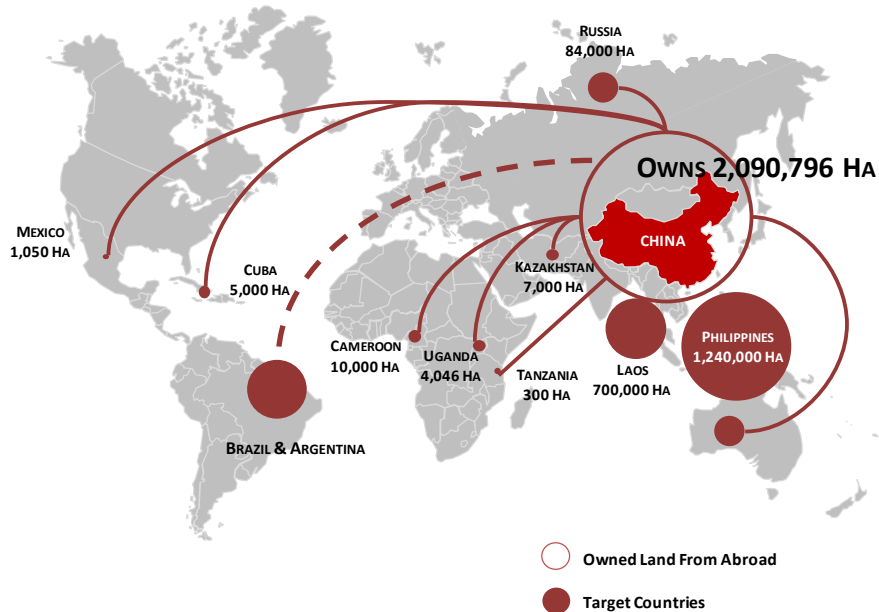 RUSSIA
84,000 HA
OWNS 2,090,796 HA
CHINA
MEXICO
1,050 HA
CUBA
5,000 HA
KAZAKHSTAN
7,000 HA
CAMEROON
10,000 HA
UGANDA
4,046 HA
TANZANIA
300 HA
LAOS
700,000 HA
PHILIPPINES
1,240,000 HA
BRAZIL & ARGENTINA
Owned Land From Abroad
Target Countries